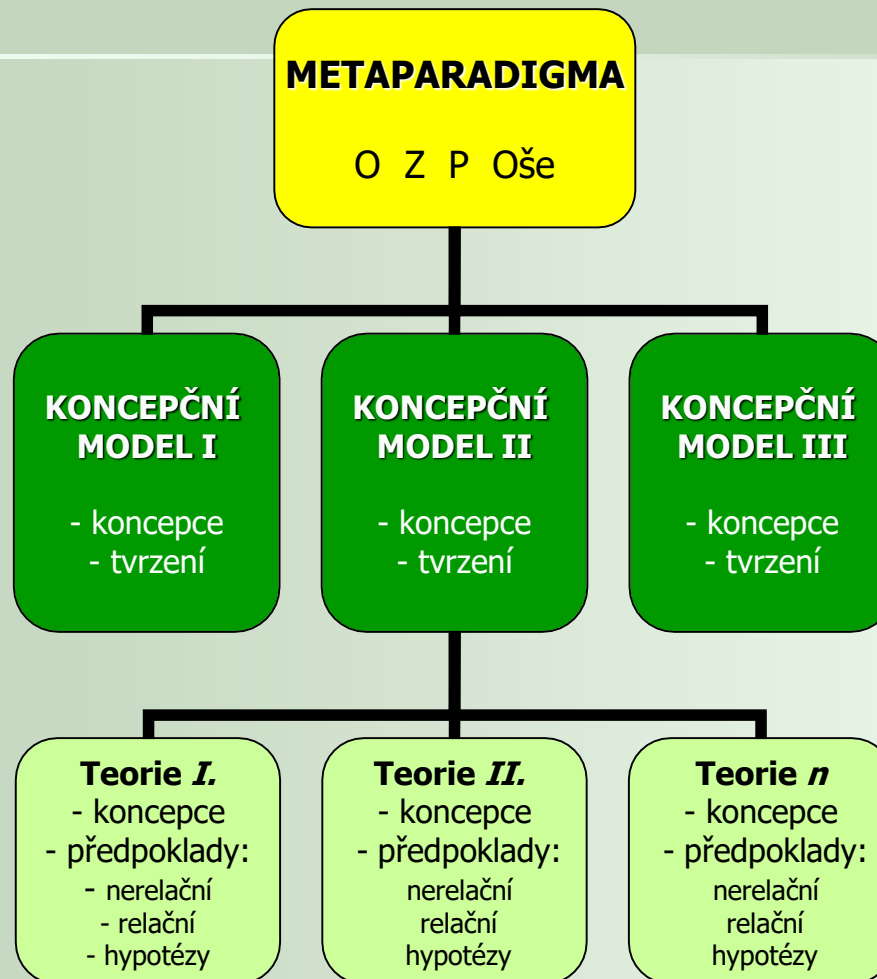 METAPARADIGMA
O Z P Oše
KONCEPČNÍ
MODEL I
- koncepce
- tvrzení
KONCEPČNÍ
MODEL II
- koncepce
- tvrzení
KONCEPČNÍ
MODEL III
- koncepce
- tvrzení
Teorie I.
- koncepce
- předpoklady:
- nerelační
- relační
- hypotézy
Teorie II.
- koncepce
- předpoklady:
nerelační
relační
hypotézy
Teorie n
- koncepce
- předpoklady:
nerelační
relační
hypotézy